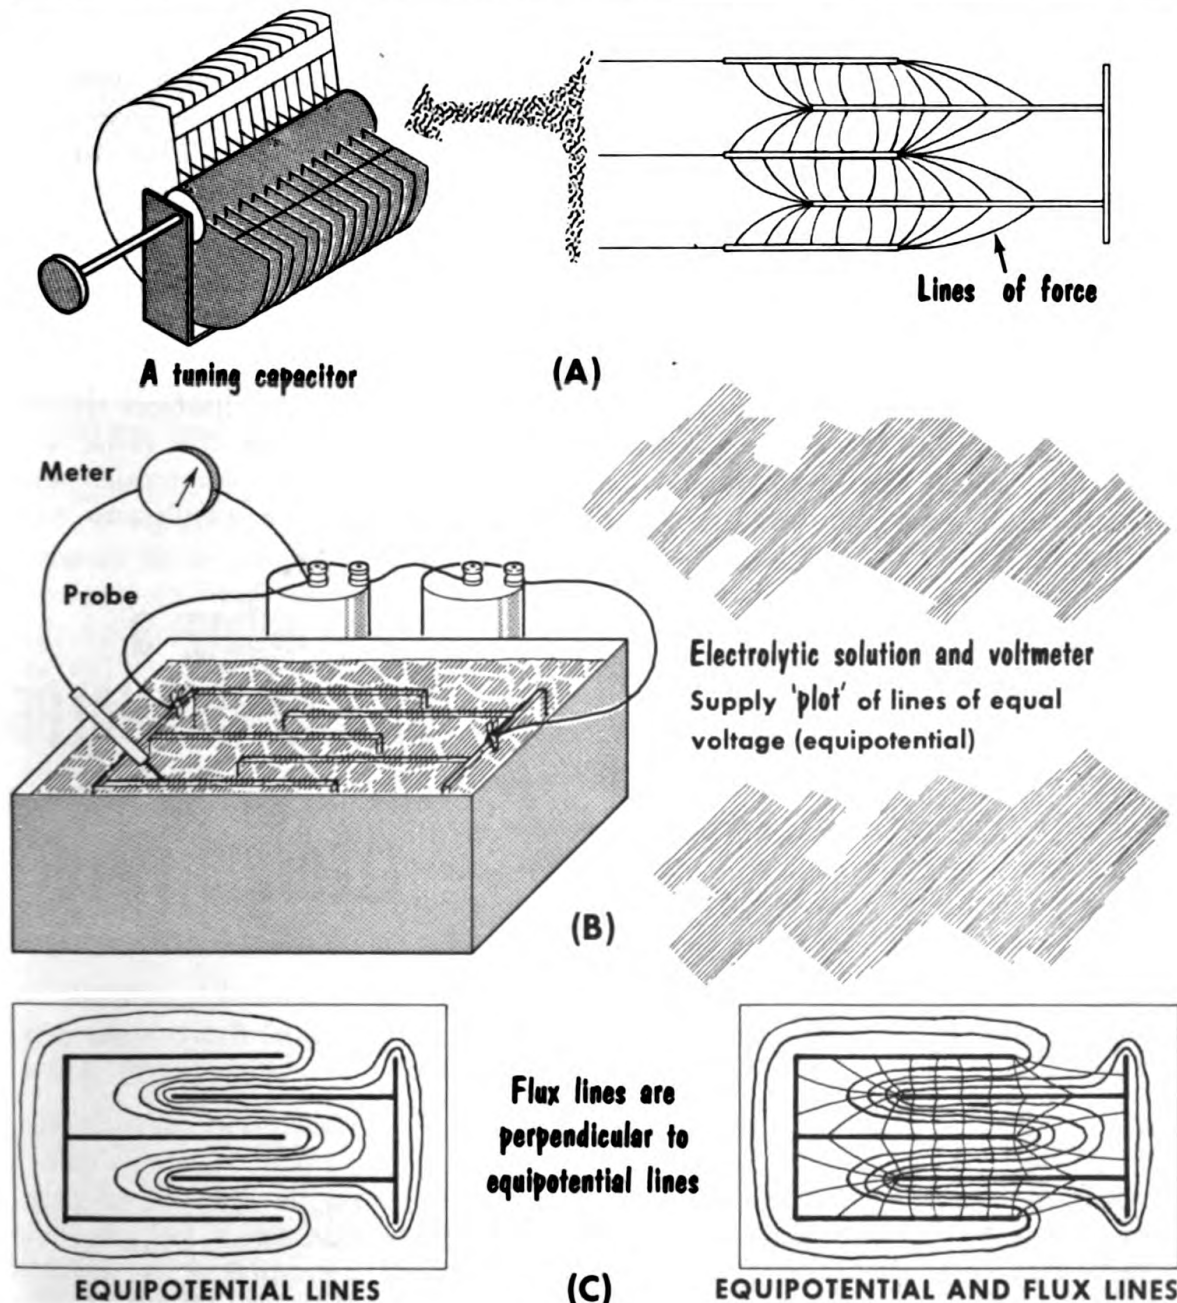 Lines of force
A tuning capacitor
(A)
Meter
Probe
Electrolytic solution and voltmeter
Supply 'plot' of lines of equal
voltage (equipotential)
(B)
Flux lines are
perpendicular to
equipotential lines
EQUIPOTENTIAL LINES
(C)
EQUIPOTENTIAL AND FLUX LINES